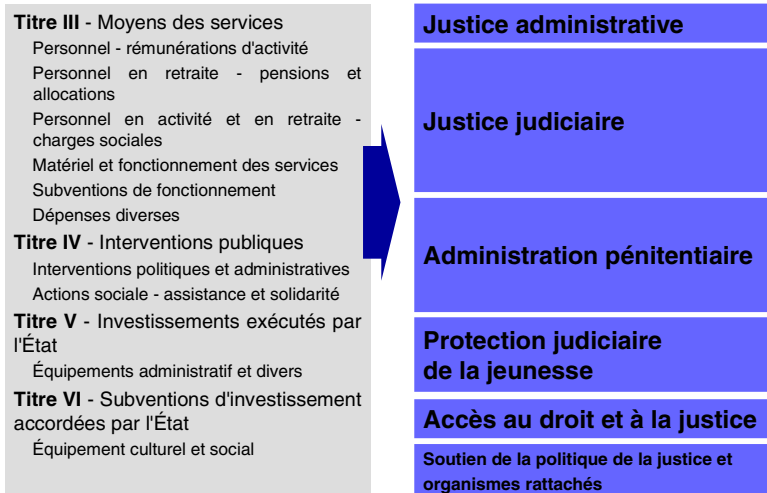 Titre III - Moyens des services
Personnel - rémunérations d'activité
Personnel en retraite - pensions et
allocations
Personnel en activité et en retraite -
charges sociales
Matériel et fonctionnement des services
Subventions de fonctionnement
Dépenses diverses
Titre IV - Interventions publiques
Interventions politiques et administratives
Actions sociale - assistance et solidarité
Titre V - Investissements exécutés par
l'État
Équipements administratif et divers
Titre VI - Subventions d'investissement
accordées par l'État
Équipement culturel et social
Justice administrative
Justice judiciaire
Administration pénitentiaire
Protection judiciaire
de la jeunesse
Accès au droit et à la justice
Soutien de la politique de la justice et
organismes rattachés